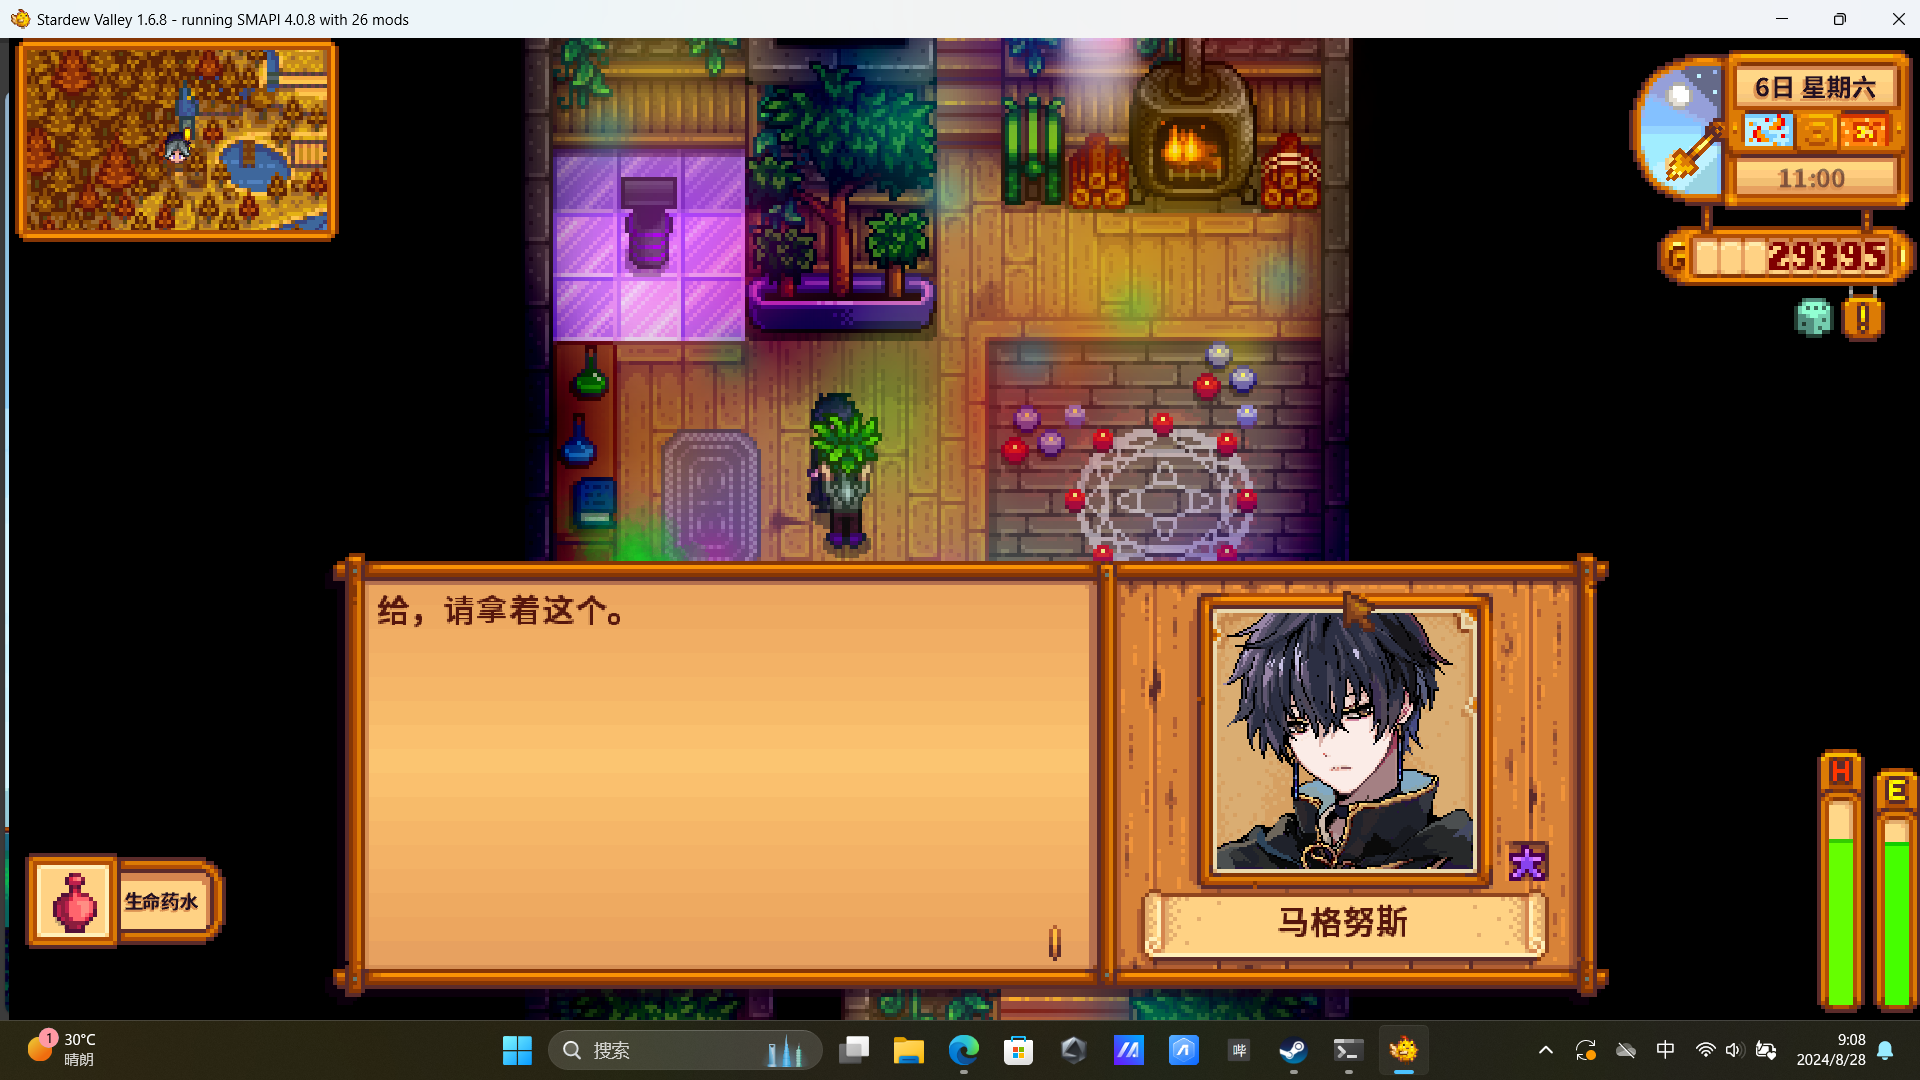 Stardew Valley 1.6.8 - running SMAPI 4.0.8 with 26 mods
6日 星期六
11:00
G 29395
!
给，请拿着这个。
马格努斯
生命药水
H
E
1
30°C
晴朗
搜索
哔
中
9:08
2024/8/28